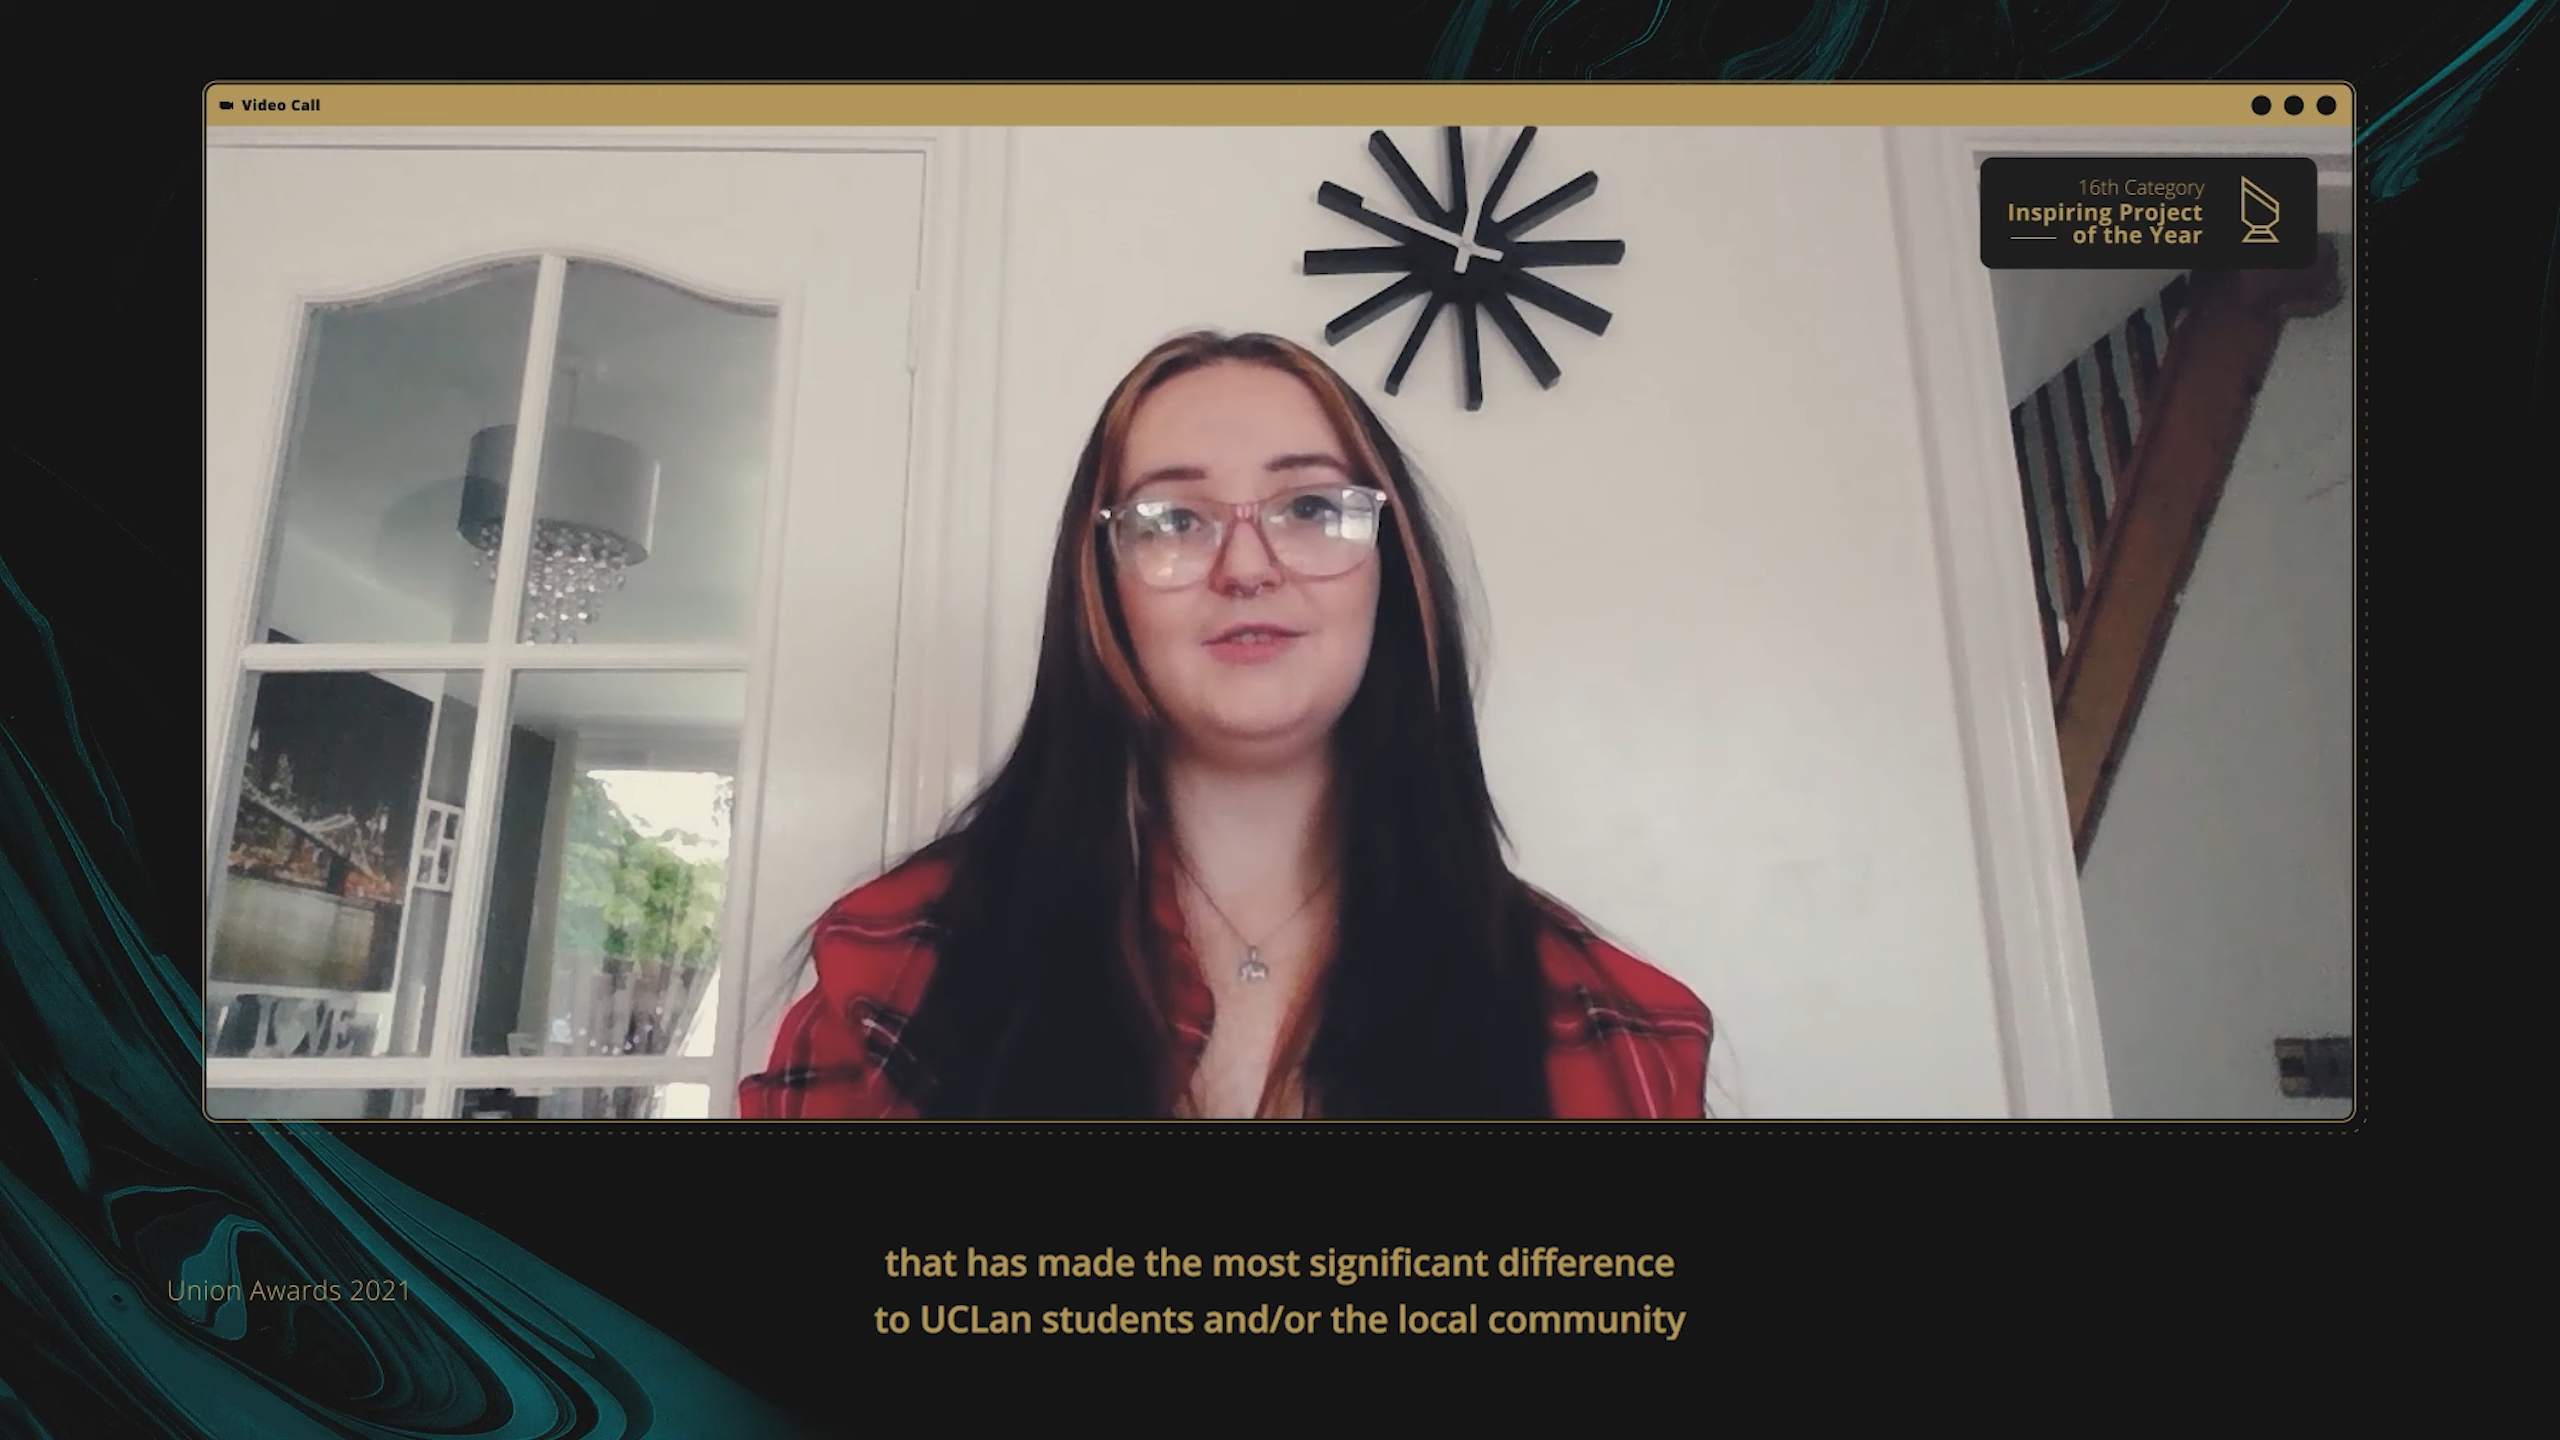 Video Call
16th Category
Inspiring Project
of the Year
LOVE
that has made the most significant difference
to UCLan students and/or the local community
Union Awards 2021